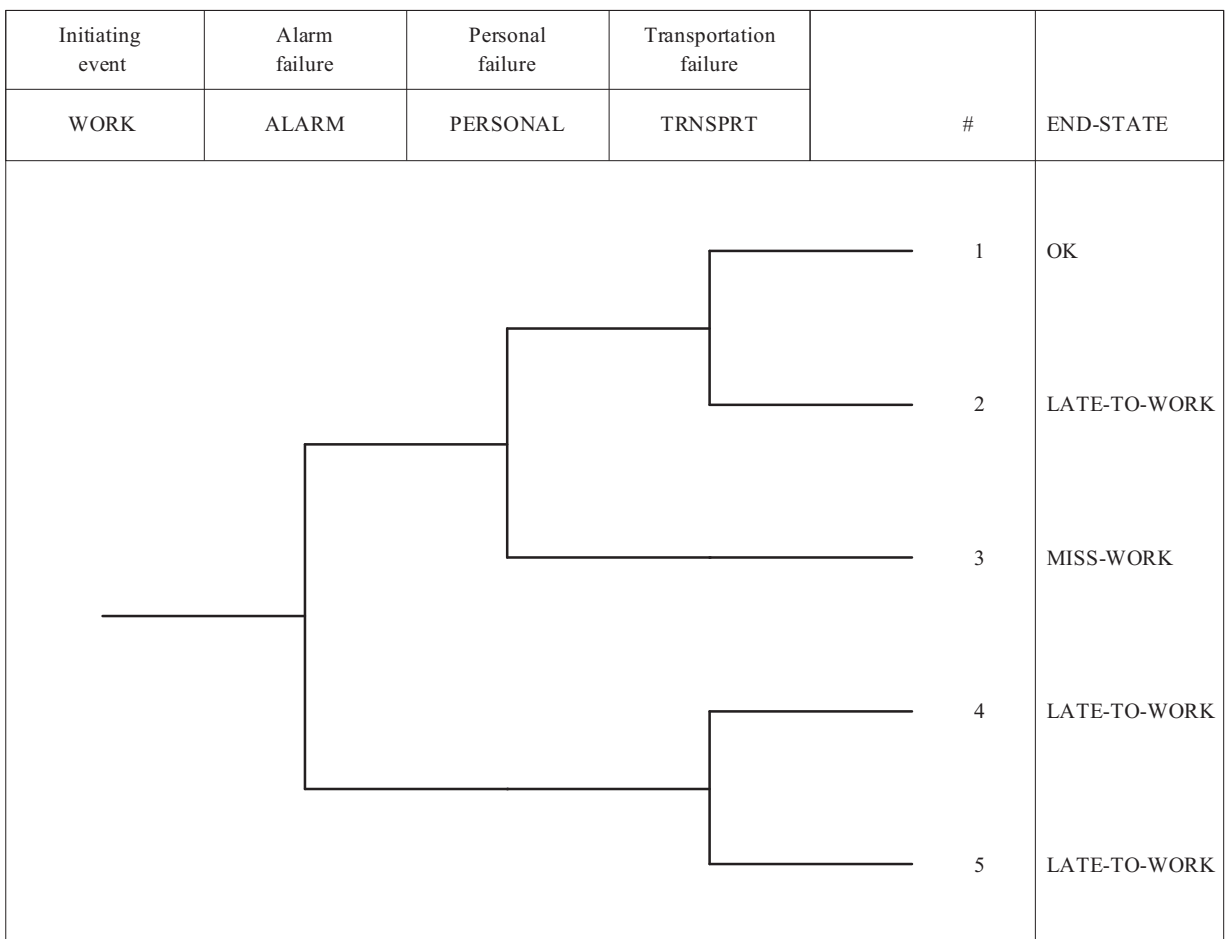 Initiating
event
Alarm
failure
Personal
failure
Transportation
failure
WORK
ALARM
PERSONAL
TRNSPRT
#
END-STATE
1 OK
2 LATE-TO-WORK
3 MISS-WORK
4 LATE-TO-WORK
5 LATE-TO-WORK